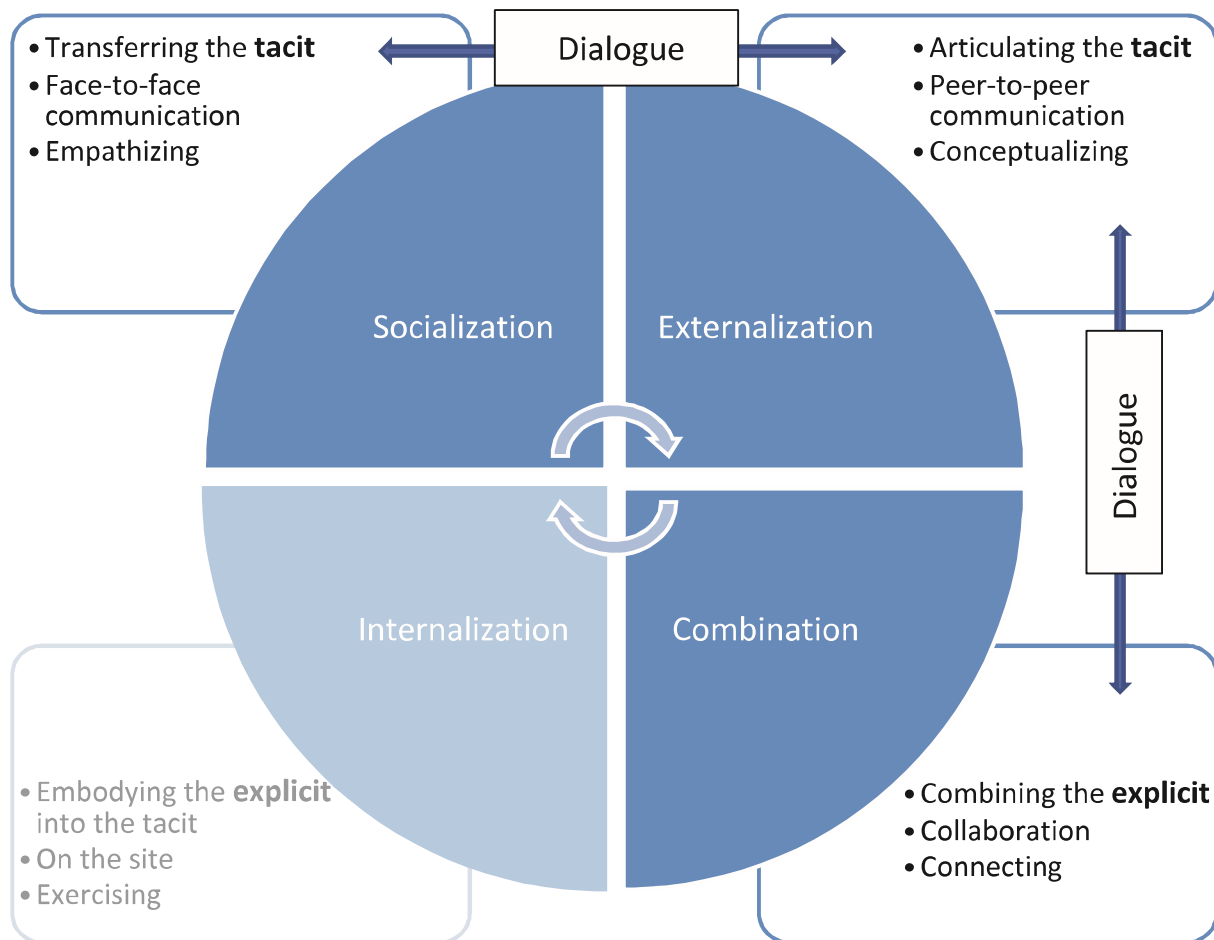 • Transferring the tacit
• Face-to-face
communication
• Empathizing
Dialogue
• Articulating the tacit
• Peer-to-peer
communication
• Conceptualizing
Socialization
Externalization
Dialogue
Internalization
Combination
• Embodying the explicit
into the tacit
• On the site
• Exercising
• Combining the explicit
• Collaboration
• Connecting